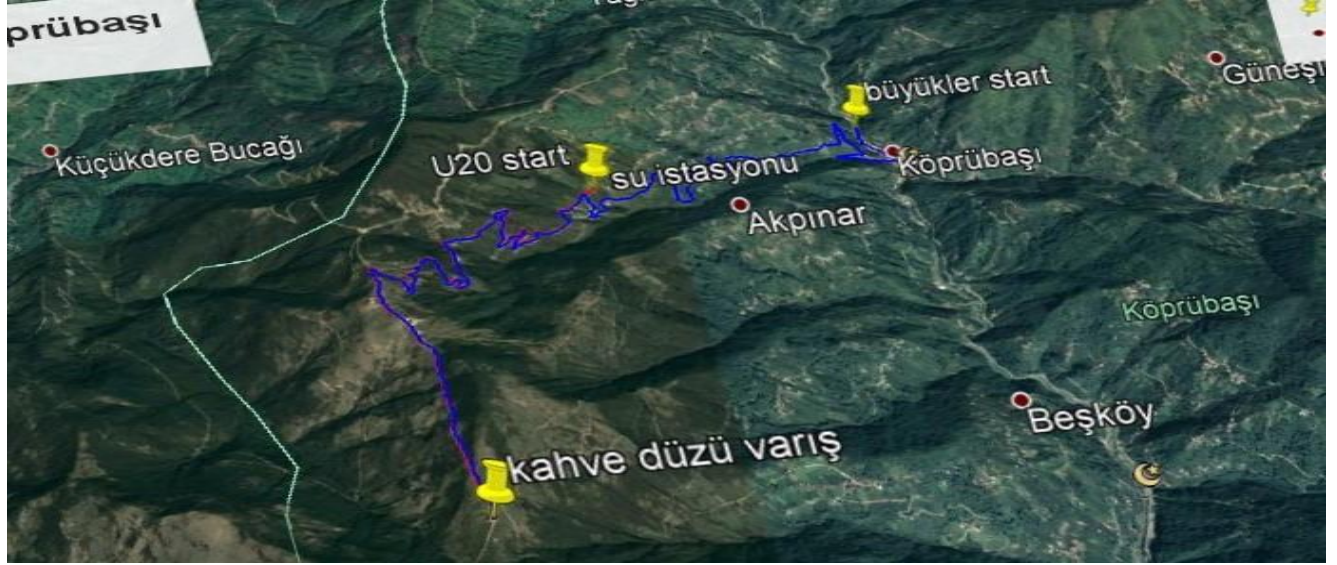 prübaşı
büyükler start
Güneşl
Küçükdere Bucağı
U20 start
su istasyonu
Köprübaşı
Akpınar
Köprübaşı
Beşköy
kahve düzü varış